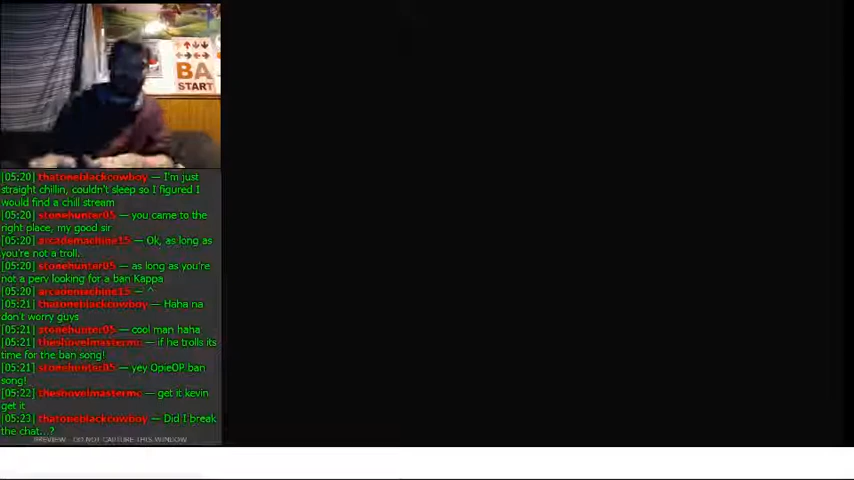 BA
START
[05:20] thatoneblackcowboy — I'm just
straight chillin, couldn't sleep so I figured I
would find a chill stream
[05:20] stonehunter05 — you came to the
right place, my good sir
[05:20] arcademachine15 — Ok, as long as
you're not a troll.
[05:20] stonehunter05 — as long as you're
not a perv looking for a ban Kappa
[05:20] arcademachine15 — ^
[05:21] thatoneblackcowboy — Haha na
don't worry guys
[05:21] stonehunter05 — cool man haha
[05:21] theshovelmastermc — if he trolls its
time for the ban song!
[05:21] stonehunter05 — yey OpieOP ban
song!
[05:22] theshovelmastermc — get it kevin
get it
[05:23] thatoneblackcowboy — Did I break
the chat...?
PREVIEW - DO NOT CAPTURE THIS WINDOW